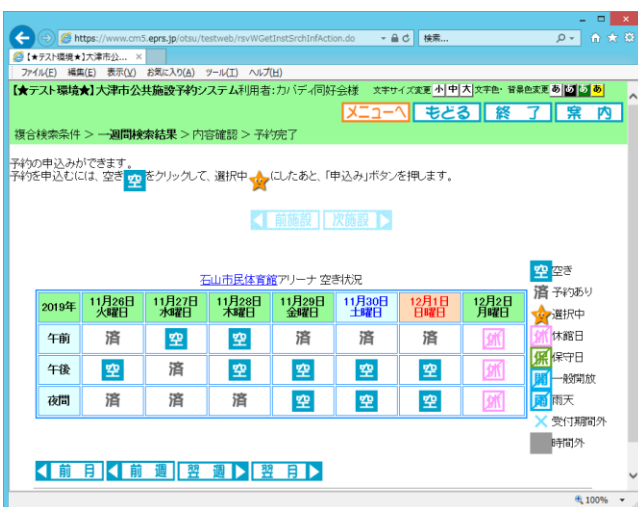 https://www.cm5.eprs.jp/otsu/testweb/rsvWGetInstSrchInfAction.do
検索...
【★テスト環境★】大津市公... ×
ファイル(F) 編集(E) 表示(V) お気に入り(A) ツール(T) ヘルプ(H)
【★テスト環境★】大津市公共施設予約システム 利用者:カバディ同好会様 文字サイズ変更 小 中 大 文字色・背景色変更 あ あ あ あ
メニューへ もどる 終了 案内
複合検索条件 > 一週間検索結果 > 内容確認 > 予約完了
予約の申込みができます。
予約を申込むには、空き 空 をクリックして、選択中 にしたあと、「申込み」ボタンを押します。
前施設 次施設
石山市民体育館アリーナ 空き状況
2019年 11月26日火曜日 11月27日水曜日 11月28日木曜日 11月29日金曜日 11月30日土曜日 12月1日日曜日 12月2日月曜日
午前 済 空 空 済 済 済 休
午後 空 済 空 空 空 空 休
夜間 済 済 済 空 空 空 休
前月 前週 翌週 翌月
空 空き
済 予約あり
選択中
休 休館日
保 保守日
開 一般開放
雨 雨天
× 受付期間外
時間外
100%